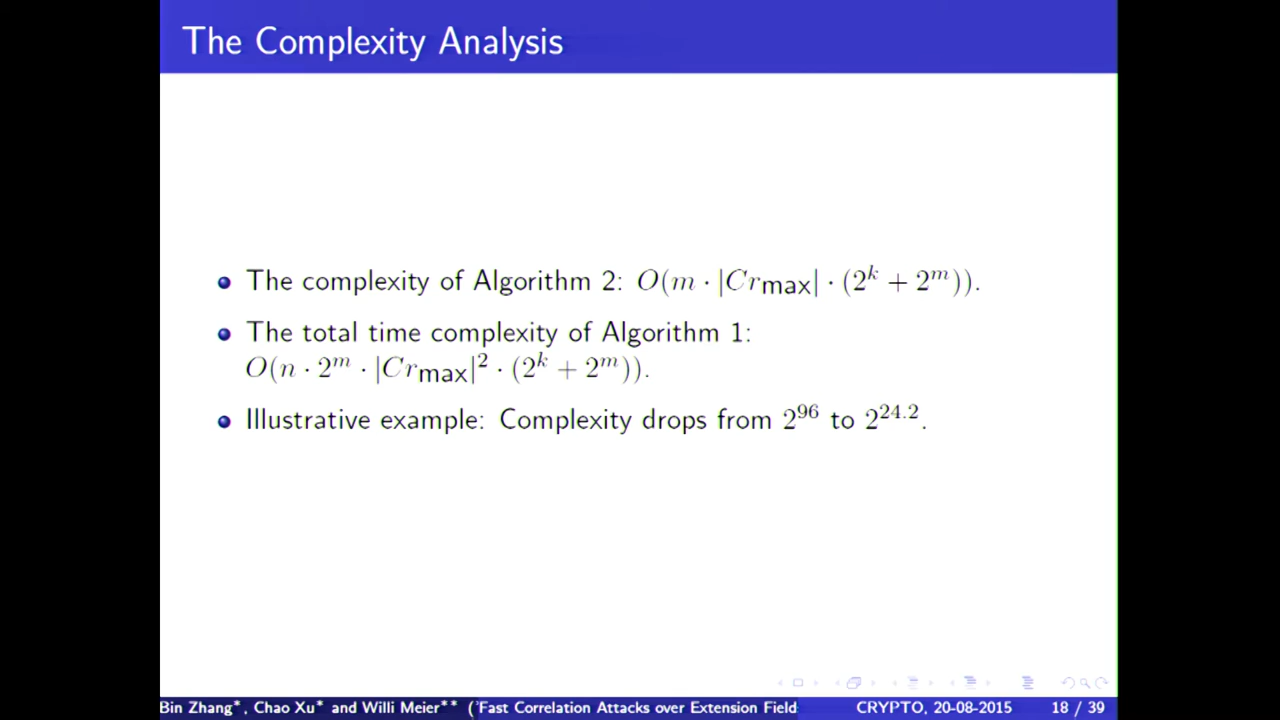 The Complexity Analysis
The complexity of Algorithm 2: O(m · |Cr_max| · (2^k + 2^m)).
The total time complexity of Algorithm 1:
O(n · 2^m · |Cr_max|^2 · (2^k + 2^m)).
Illustrative example: Complexity drops from 2^96 to 2^24.2.
Bin Zhang*, Chao Xu* and Willi Meier** ('Fast Correlation Attacks over Extension Field CRYPTO, 20-08-2015 18 / 39